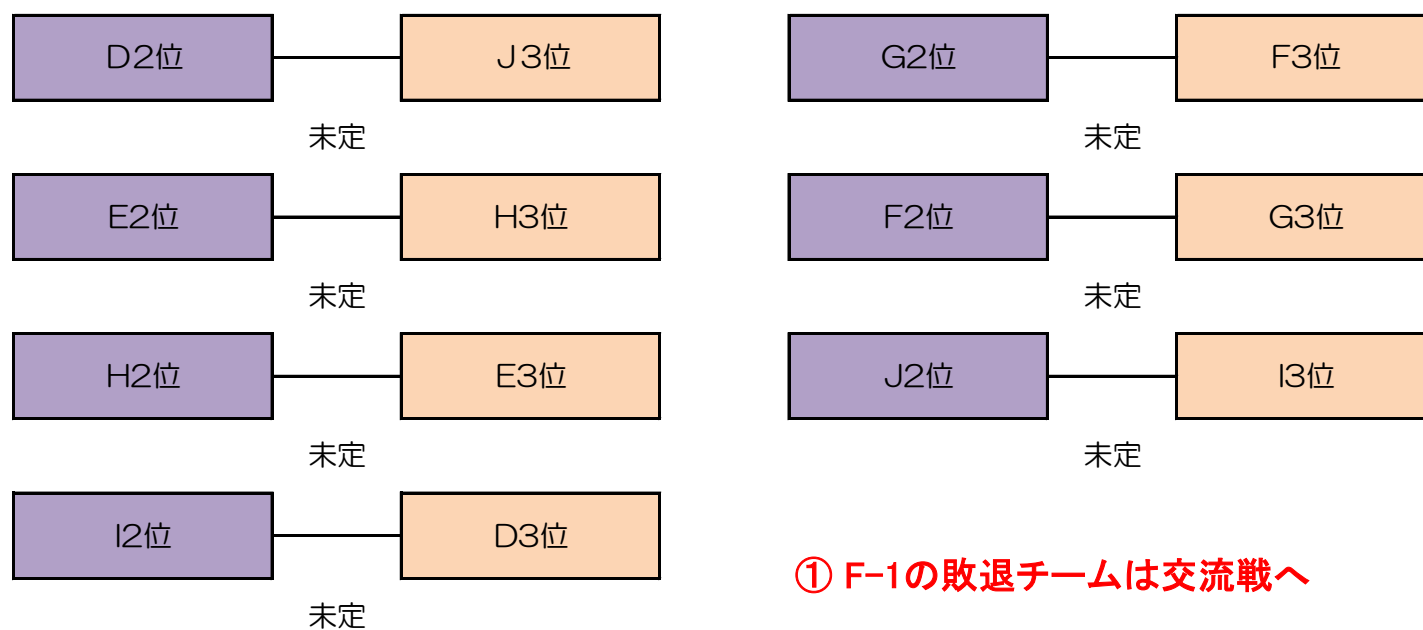 D2位 J3位
未定
E2位 H3位
未定
H2位 E3位
未定
I2位 D3位
未定
G2位 F3位
未定
F2位 G3位
未定
J2位 I3位
未定
① F-1の敗退チームは交流戦へ